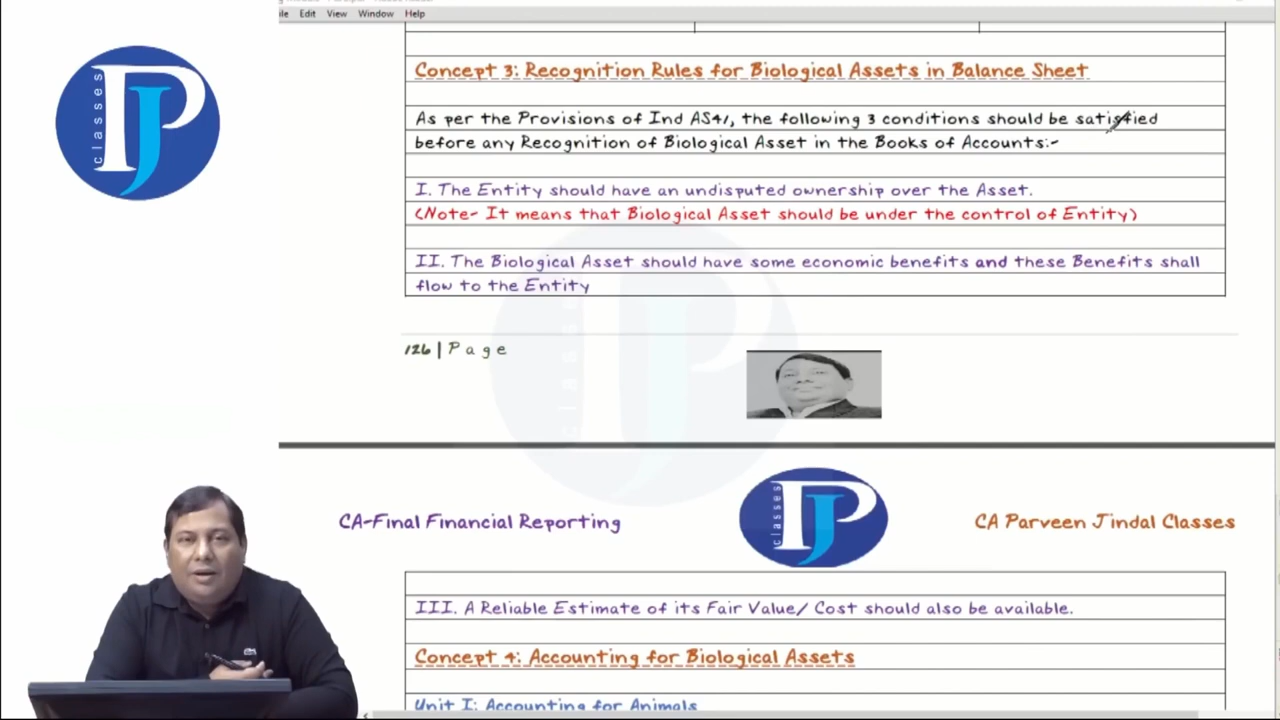 File Edit View Window Help
classes PJ
Concept 3: Recognition Rules for Biological Assets in Balance Sheet
As per the Provisions of Ind AS41, the following 3 conditions should be satisfied
before any Recognition of Biological Asset in the Books of Accounts:-
I. The Entity should have an undisputed ownership over the Asset.
(Note- It means that Biological Asset should be under the control of Entity)
II. The Biological Asset should have some economic benefits and these Benefits shall
flow to the Entity
126 | Page
CA-Final Financial Reporting
classes PJ
CA Parveen Jindal Classes
III. A Reliable Estimate of its Fair Value/ Cost should also be available.
Concept 4: Accounting for Biological Assets
Unit I: Accounting for Animals